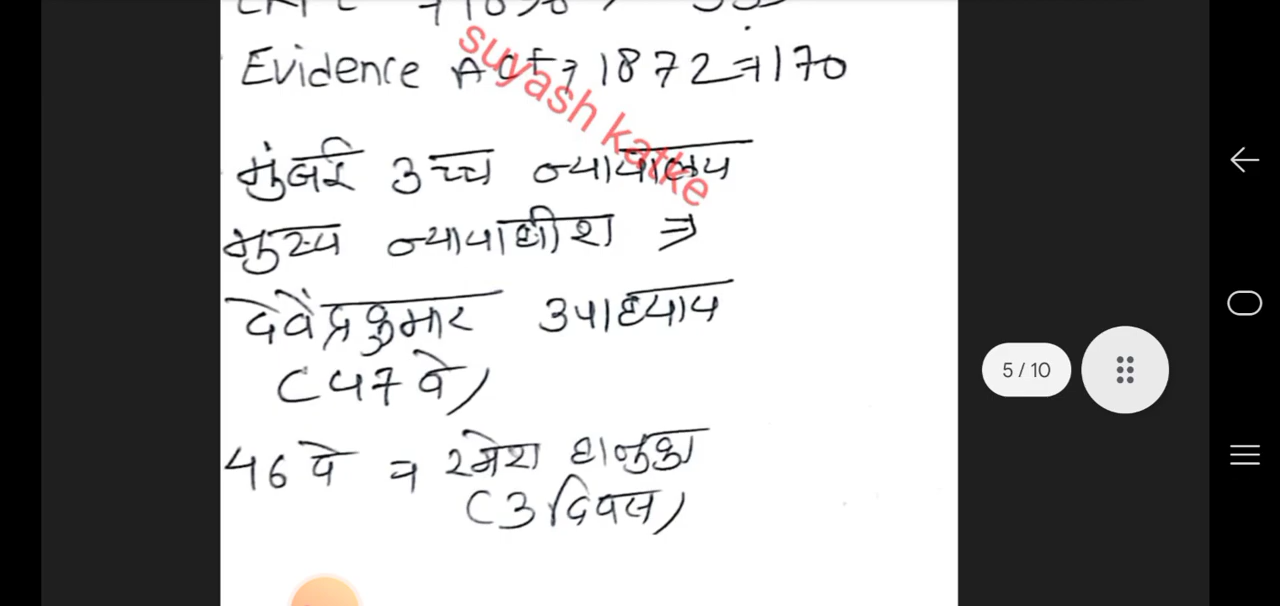 Evidence Act → 1872 ⇒ 170
मुंबई उच्च न्यायालय
मुख्य न्यायाधीश ⇒
देवेंद्रकुमार उपाध्याय
(47 वे)
46 वे → रमेश धानुका
(3 दिवस)
suyash katke
5 / 10